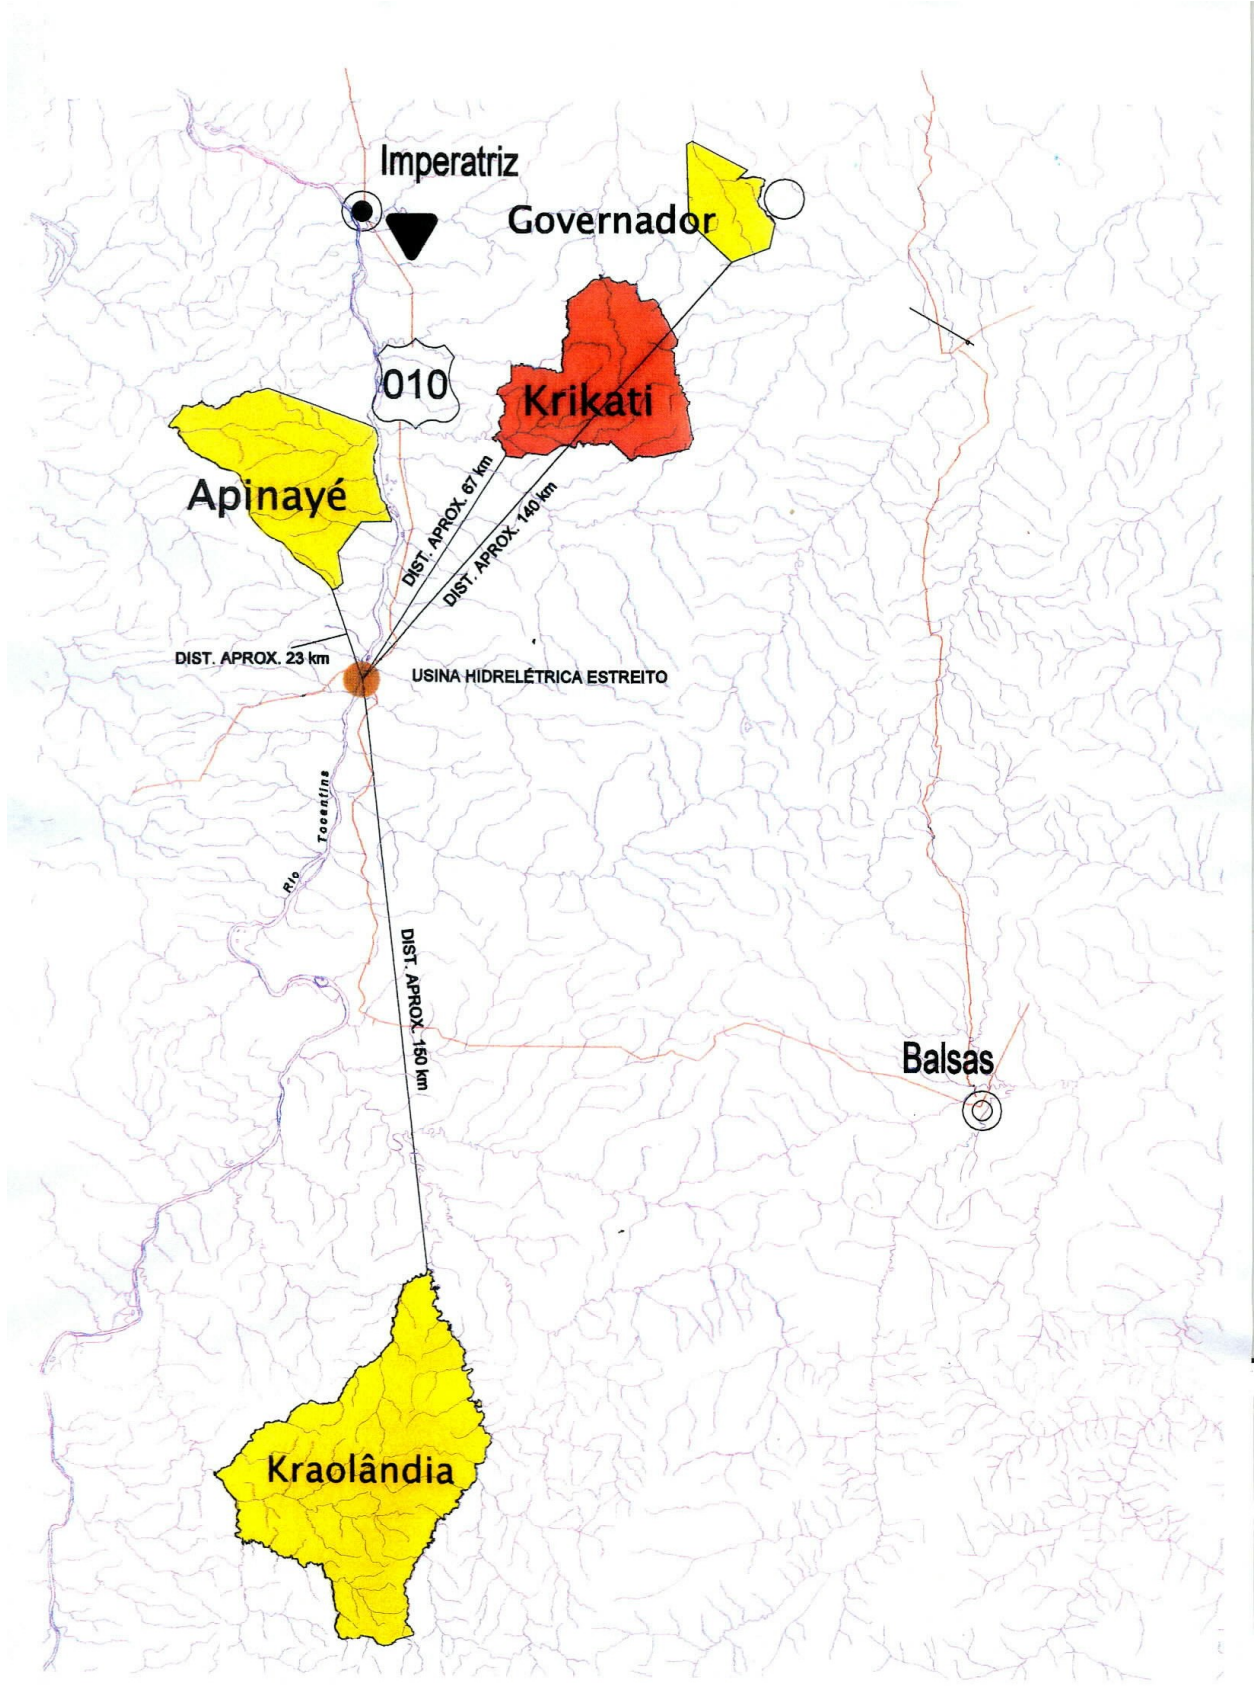 Imperatriz
Governador
010
Krikati
Apinayé
DIST. APROX. 67 km
DIST. APROX. 140 km
DIST. APROX. 23 km
USINA HIDRELÉTRICA ESTREITO
Rio Tocantins
DIST. APROX. 150 km
Balsas
Kraolândia